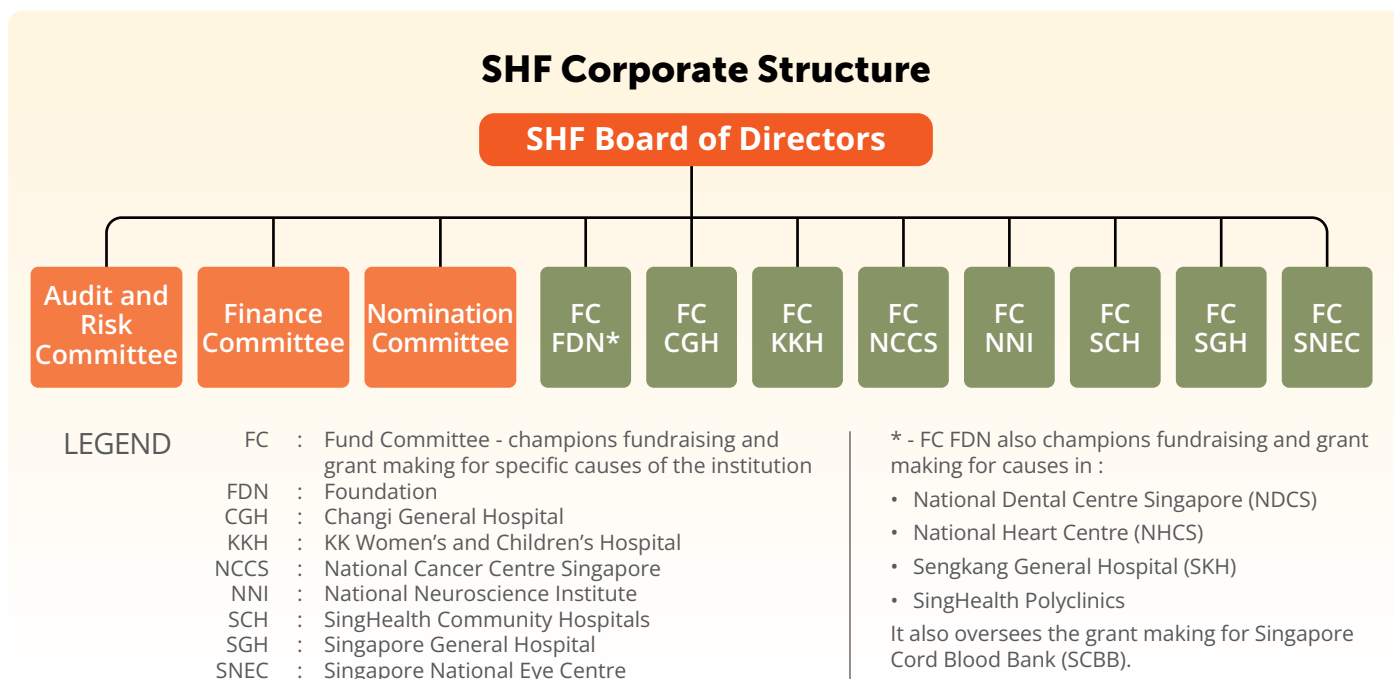 SHF Corporate Structure
SHF Board of Directors
Audit and
Risk
Committee
Finance
Committee
Nomination
Committee
FC
FDN*
FC
CGH
FC
KKH
FC
NCCS
FC
NNI
FC
SCH
FC
SGH
FC
SNEC
LEGEND
FC : Fund Committee - champions fundraising and
grant making for specific causes of the institution
FDN : Foundation
CGH : Changi General Hospital
KKH : KK Women’s and Children’s Hospital
NCCS : National Cancer Centre Singapore
NNI : National Neuroscience Institute
SCH : SingHealth Community Hospitals
SGH : Singapore General Hospital
SNEC : Singapore National Eye Centre
* - FC FDN also champions fundraising and grant
making for causes in :
• National Dental Centre Singapore (NDCS)
• National Heart Centre (NHCS)
• Sengkang General Hospital (SKH)
• SingHealth Polyclinics
It also oversees the grant making for Singapore
Cord Blood Bank (SCBB).